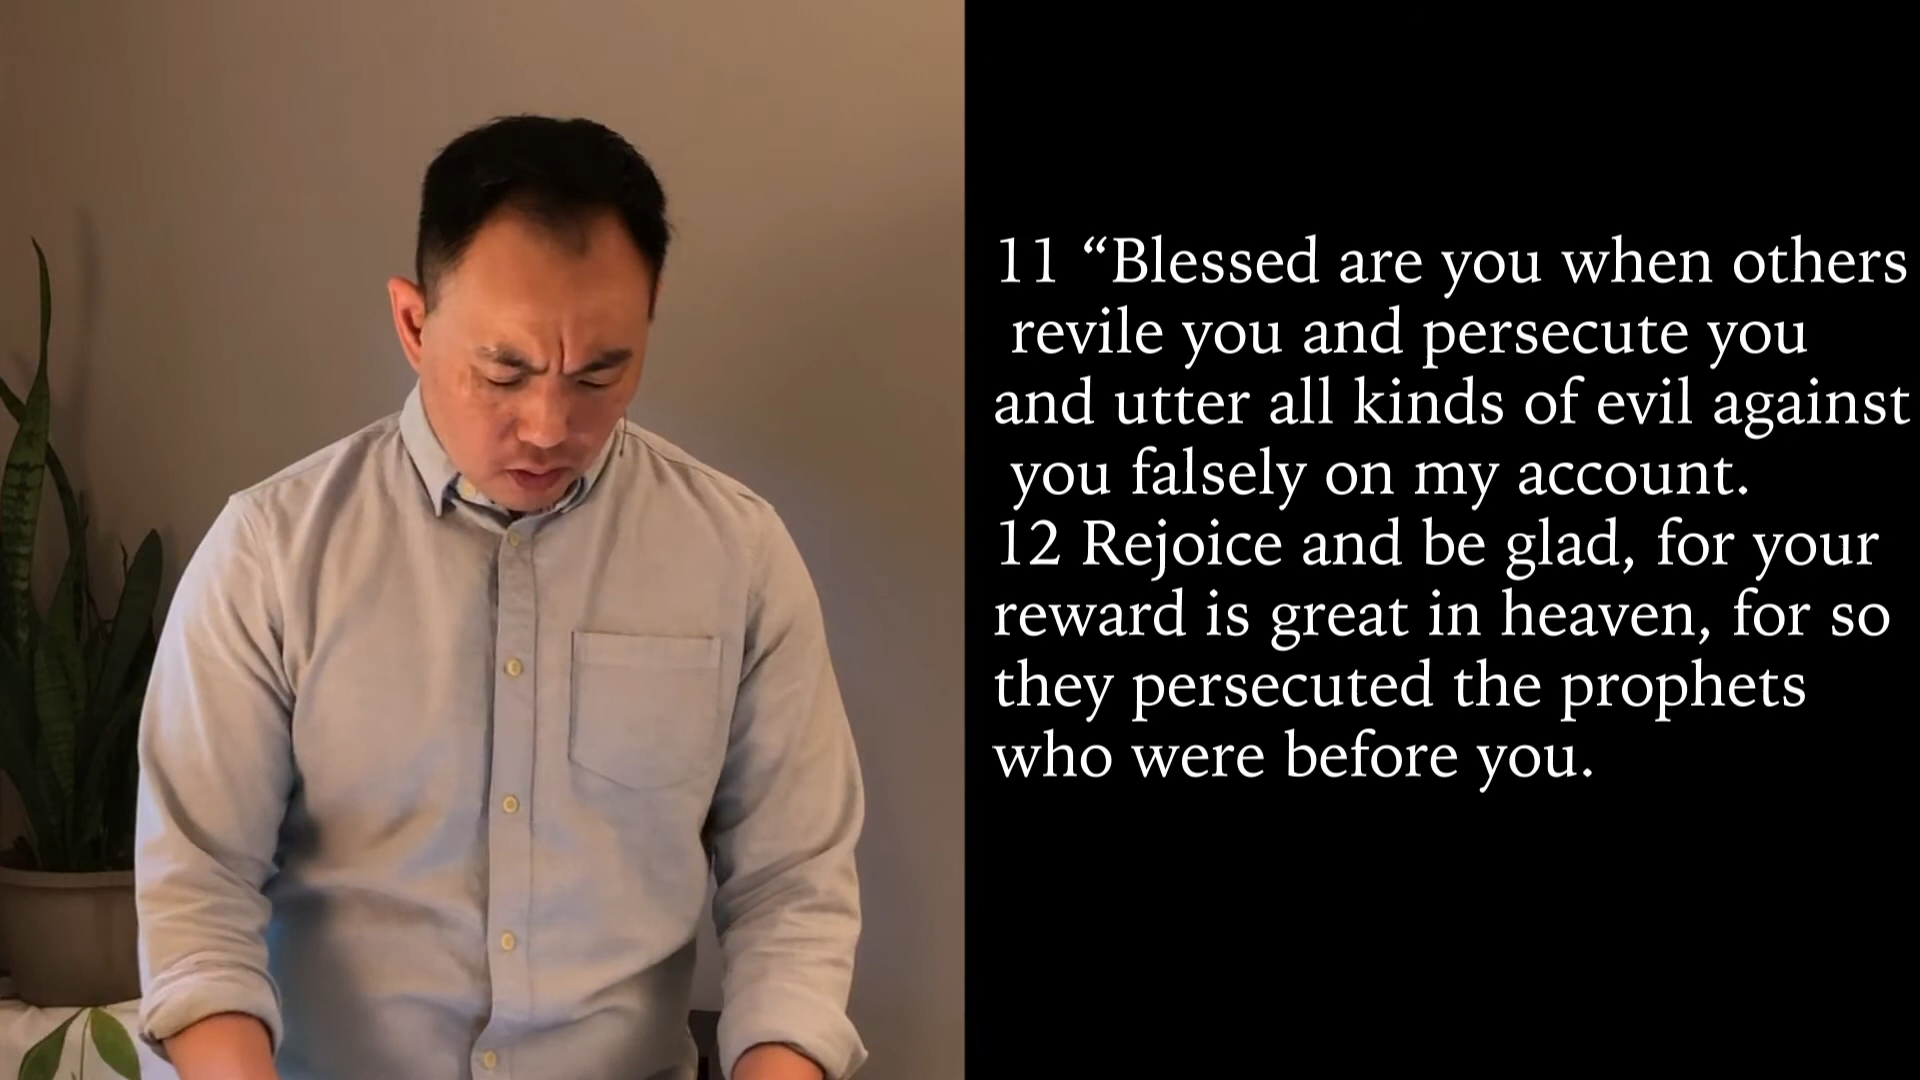 11 “Blessed are you when others
revile you and persecute you
and utter all kinds of evil against
you falsely on my account.
12 Rejoice and be glad, for your
reward is great in heaven, for so
they persecuted the prophets
who were before you.